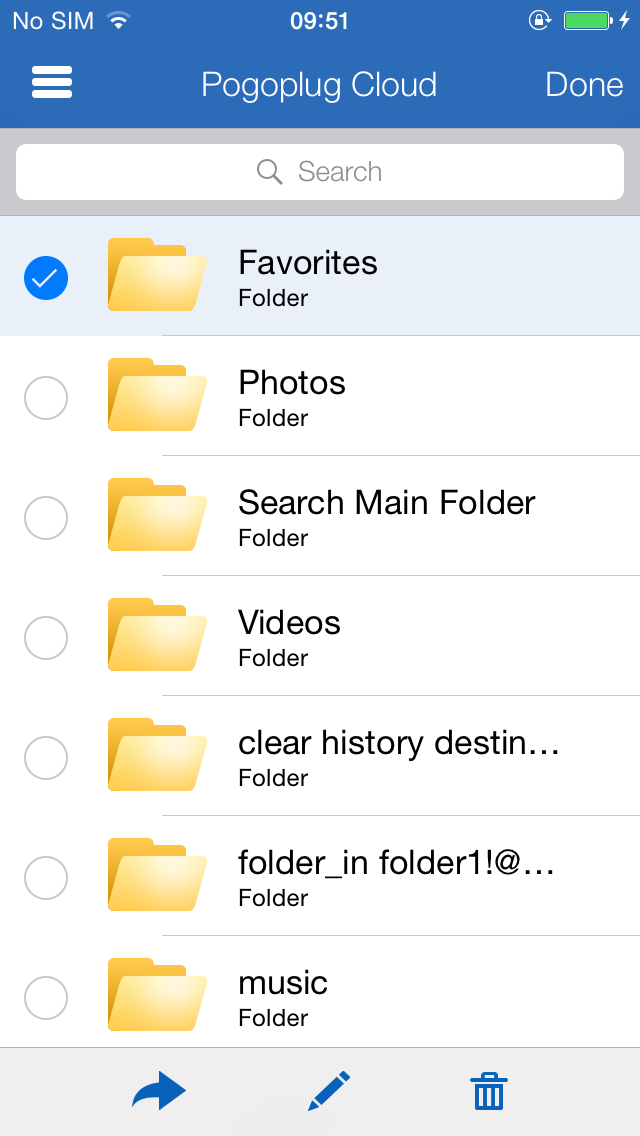 No SIM 09:51
Pogoplug Cloud Done
Search
Favorites
Folder
Photos
Folder
Search Main Folder
Folder
Videos
Folder
clear history destin...
Folder
folder_in folder1!@...
Folder
music
Folder